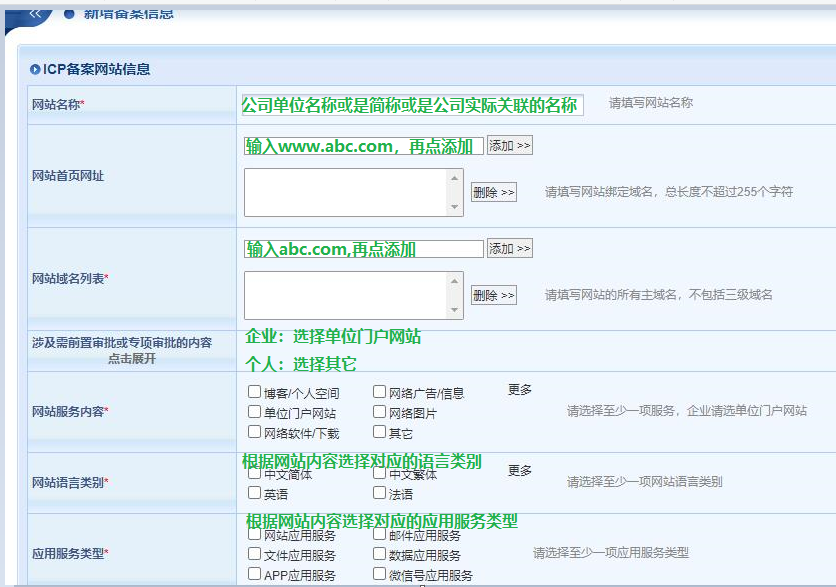 新增备案信息
ICP备案网站信息
网站名称* 公司单位名称或是简称或是公司实际关联的名称 请填写网站名称
输入www.abc.com，再点添加 添加 >>
网站首页网址
删除 >> 请填写网站绑定域名，总长度不超过255个字符
输入abc.com,再点添加 添加 >>
网站域名列表*
删除 >> 请填写网站的所有主域名，不包括三级域名
企业：选择单位门户网站
涉及需前置审批或专项审批的内容
点击展开
个人：选择其它
博客/个人空间 网络广告/信息 更多
网站服务内容* 单位门户网站 网络图片 请选择至少一项服务，企业请选单位门户网站
网络软件/下载 其它
根据网站内容选择对应的语言类别
中文简体 中文繁体 更多
网站语言类别* 请选择至少一项网站语言类别
英语 法语
根据网站内容选择对应的应用服务类型
网站应用服务 邮件应用服务
应用服务类型* 文件应用服务 数据应用服务 请选择至少一项应用服务类型
APP应用服务 微信号应用服务